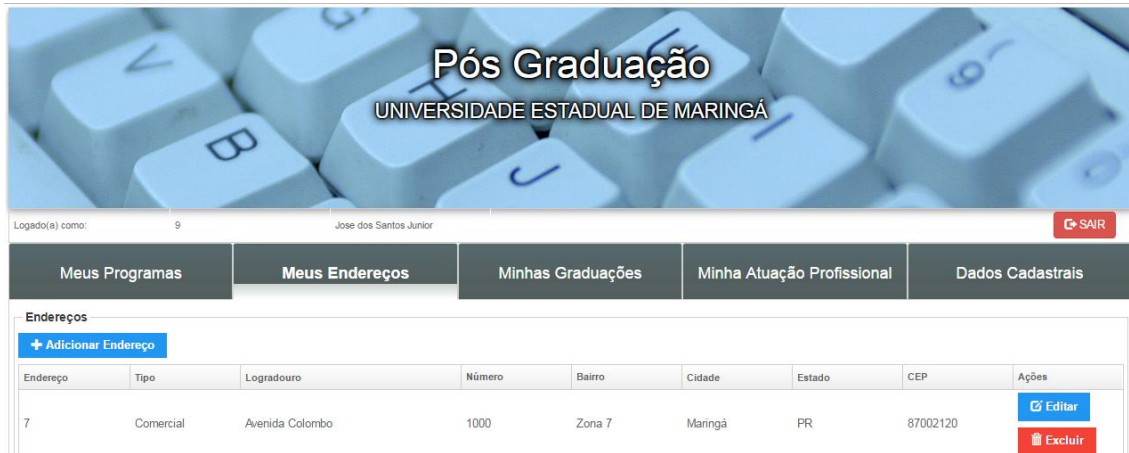 Pós Graduação
UNIVERSIDADE ESTADUAL DE MARINGÁ
V
G
H
U
9
B
J
I
O
Logado(a) como: 9 Jose dos Santos Junior SAIR
Meus Programas Meus Endereços Minhas Graduações Minha Atuação Profissional Dados Cadastrais
Endereços
Adicionar Endereço
Endereço Tipo Logradouro Número Bairro Cidade Estado CEP Ações
7 Comercial Avenida Colombo 1000 Zona 7 Maringá PR 87002120 Editar
Excluir